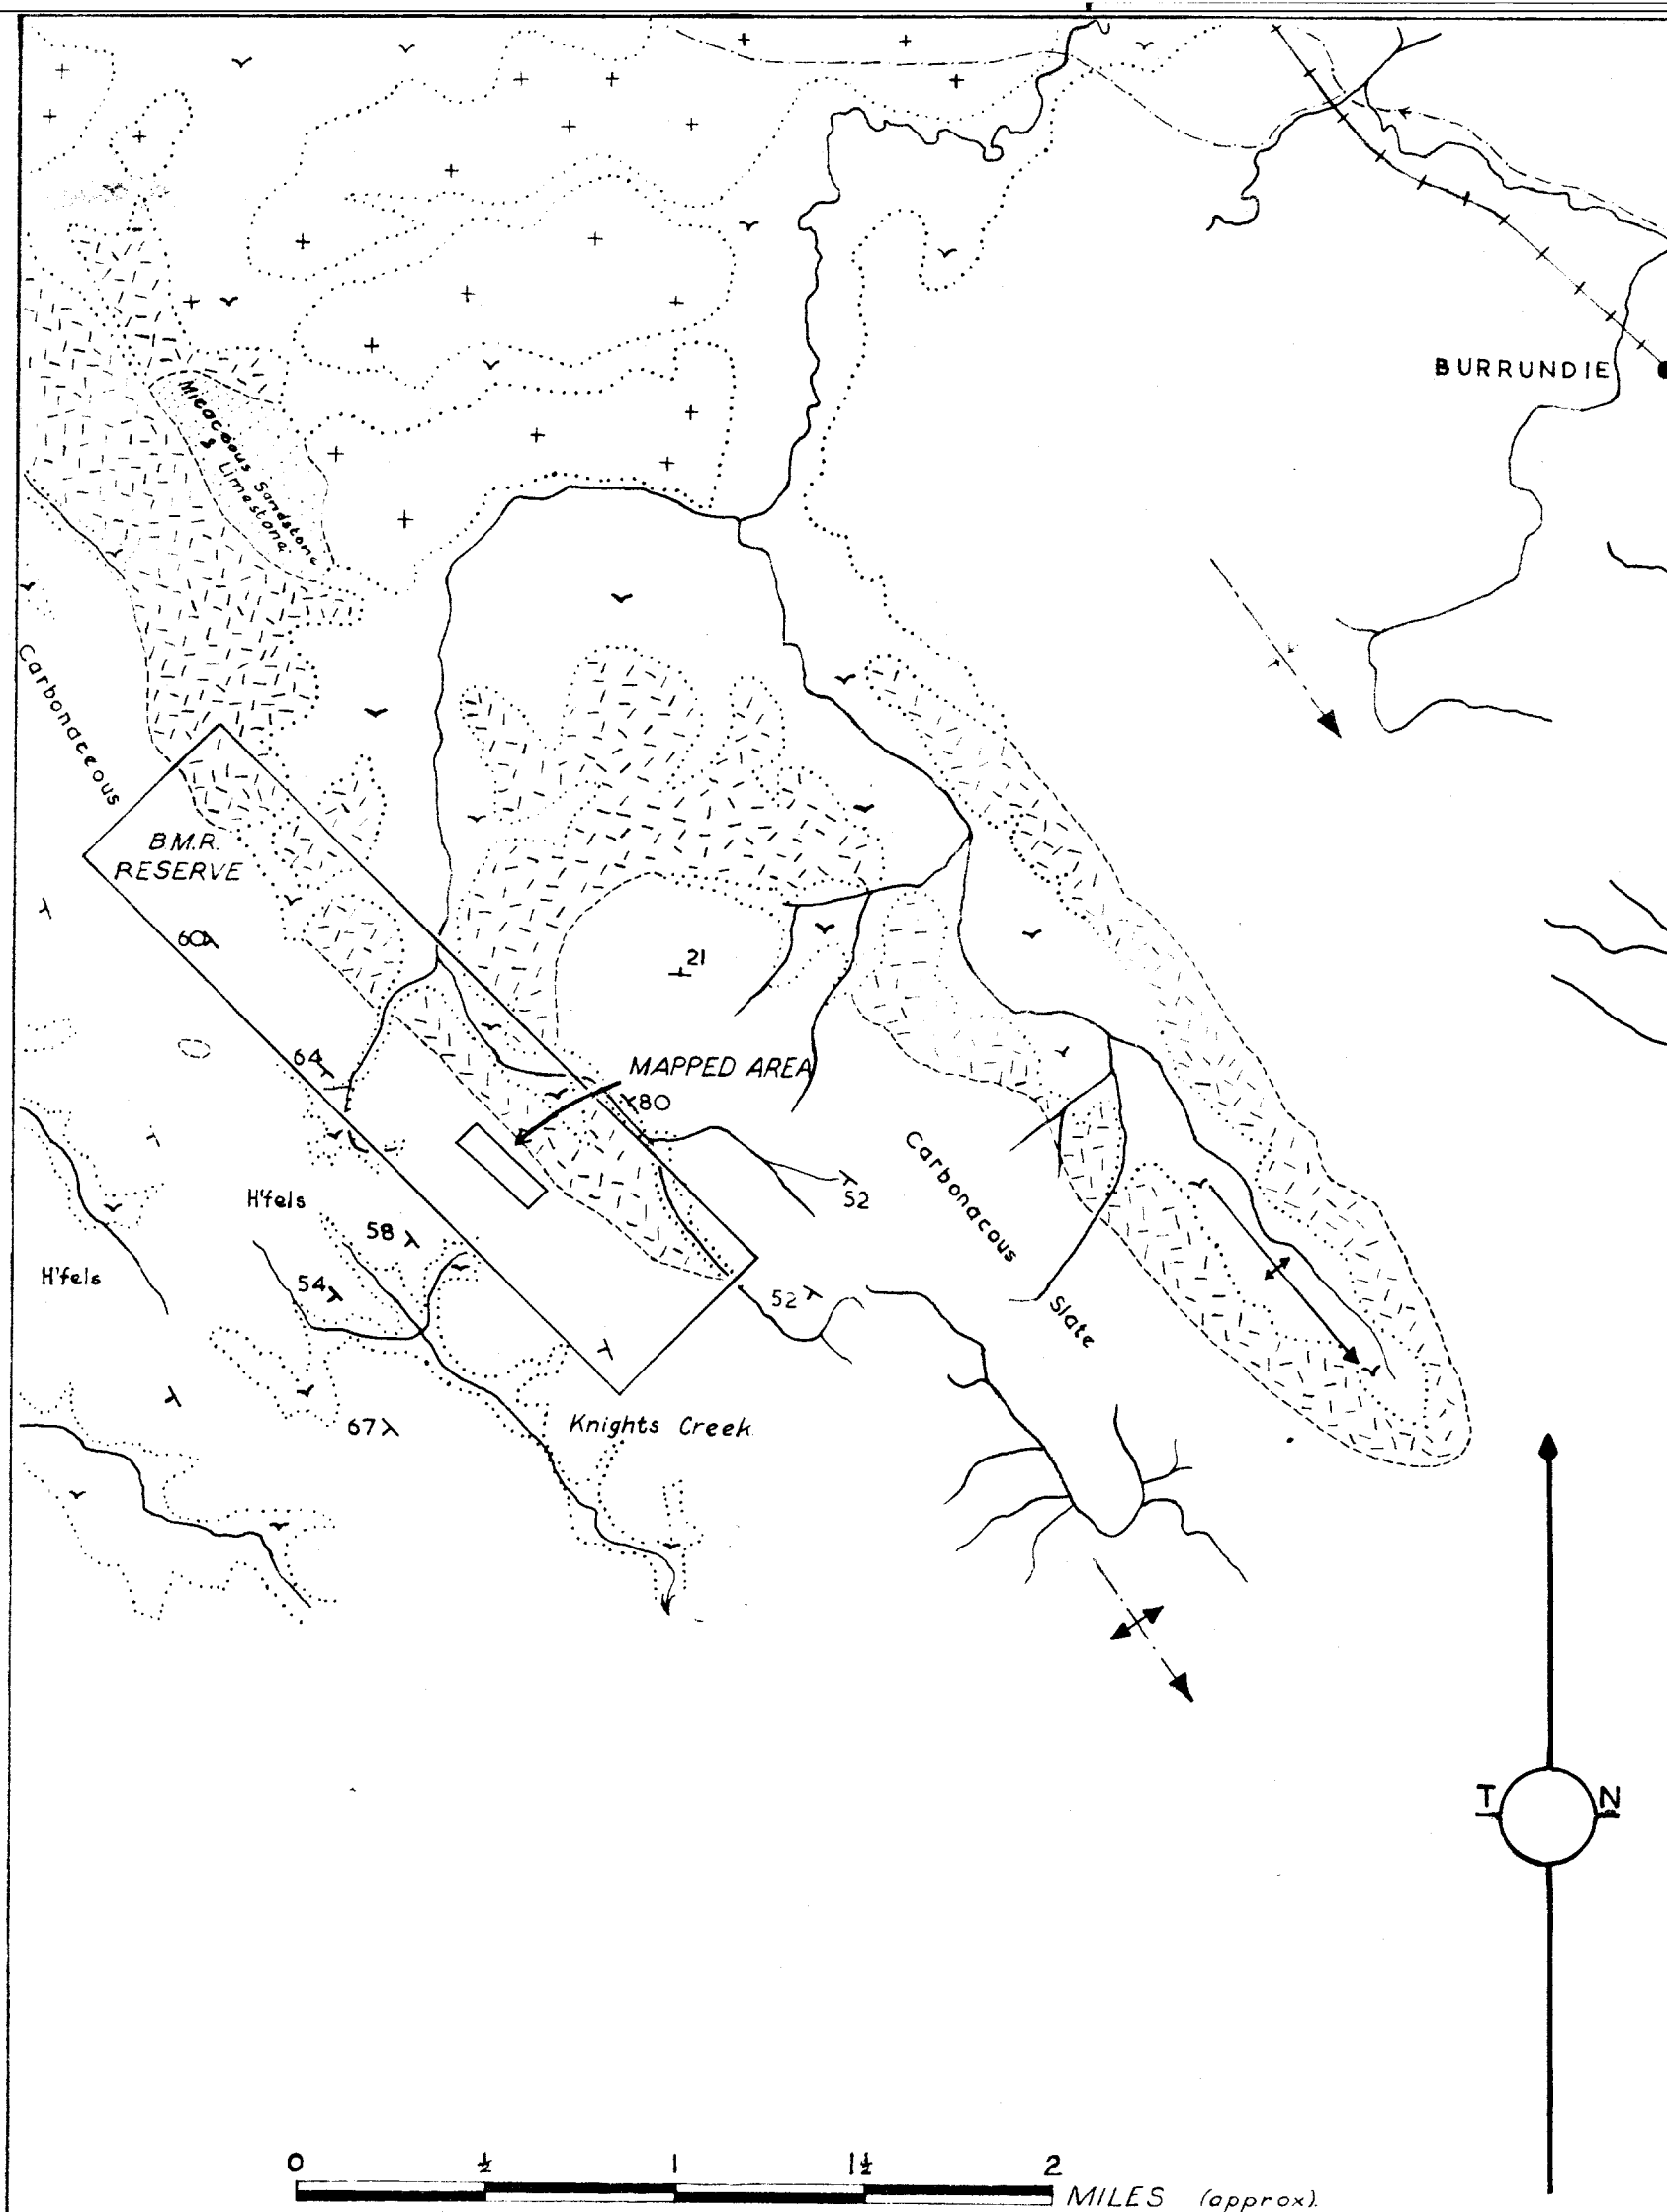 BURRUNDIE
Micaceous Sandstone
& Limestone
Carbonaceous
B.M.R.
RESERVE
60
21
64
MAPPED AREA
80
Carbonacous
Slate
52
H'fels
58
H'fels
54
52
67
Knights Creek
T N
0 ½ 1 1½ 2
MILES (approx).